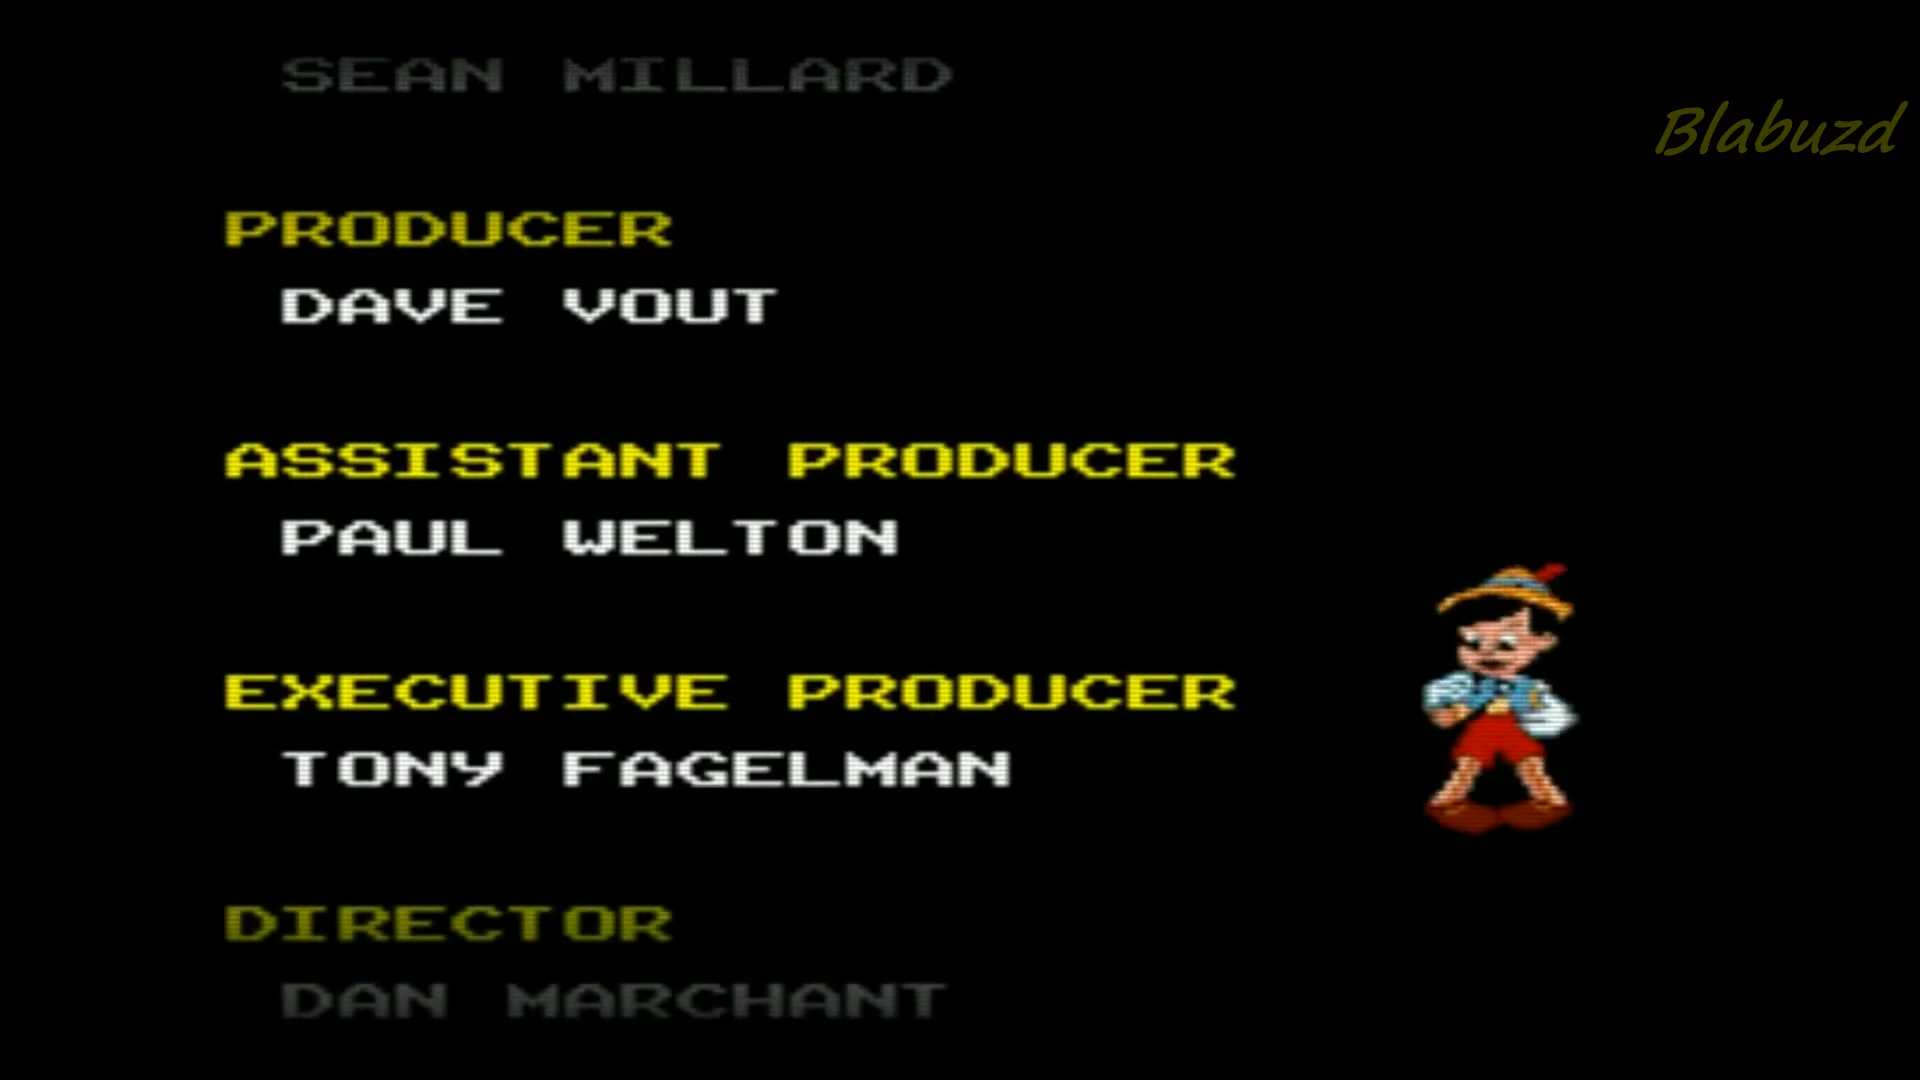 SEAN MILLARD
Blabuzd
PRODUCER
DAVE VOUT
ASSISTANT PRODUCER
PAUL WELTON
EXECUTIVE PRODUCER
TONY FAGELMAN
DIRECTOR
DAN MARCHANT